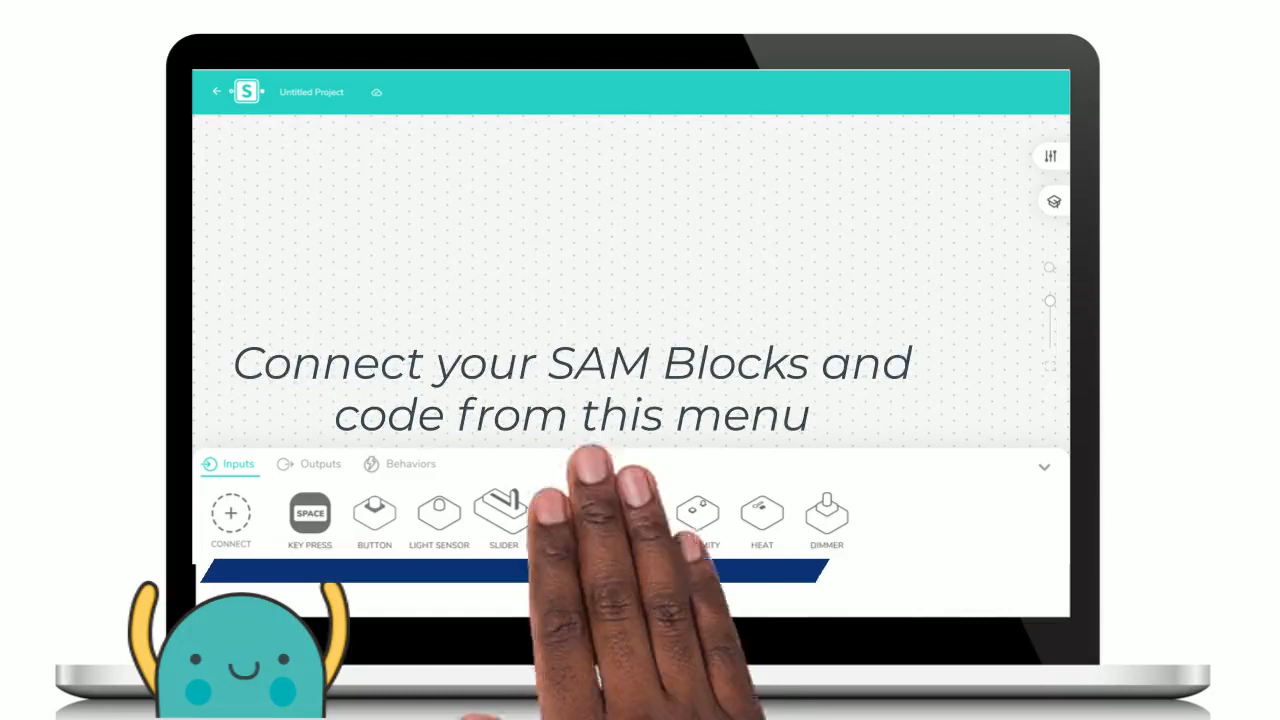 S
Untitled Project
Connect your SAM Blocks and
code from this menu
Inputs
Outputs
Behaviors
SPACE
CONNECT
KEY PRESS
BUTTON
LIGHT SENSOR
SLIDER
HEAT
DIMMER